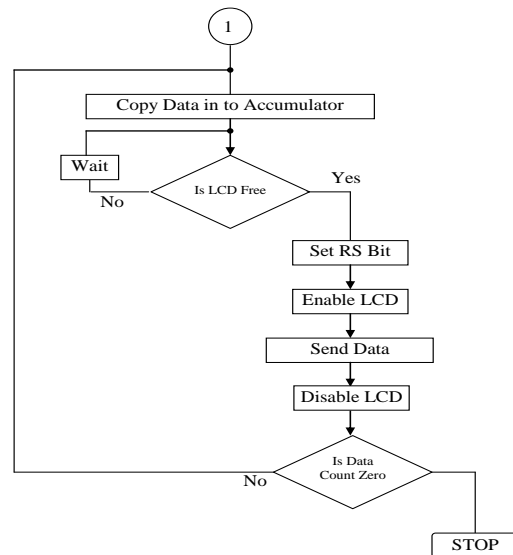 1
Copy Data in to Accumulator
Wait
Is LCD Free
Yes
No
Set RS Bit
Enable LCD
Send Data
Disable LCD
Is Data
Count Zero
No
STOP